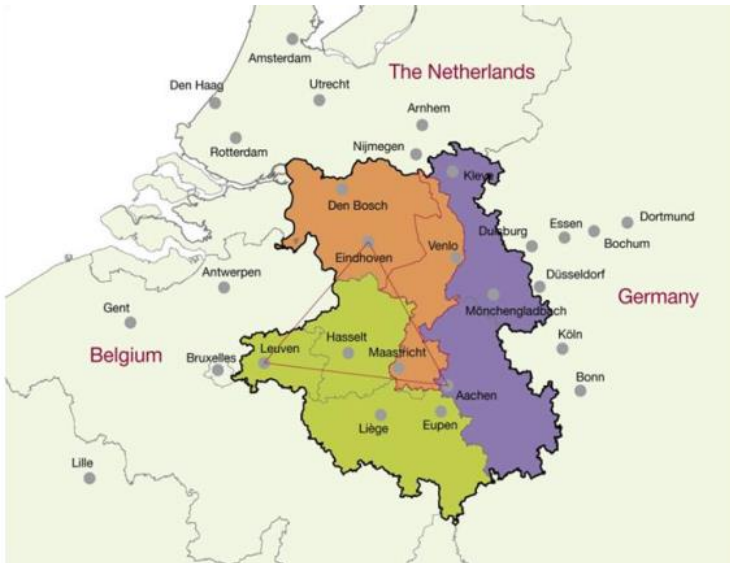 Amsterdam
The Netherlands
Den Haag
Utrecht
Arnhem
Rotterdam
Nijmegen
Kleve
Den Bosch
Dortmund
Essen
Duisburg
Bochum
Eindhoven
Venlo
Antwerpen
Düsseldorf
Germany
Mönchengladbach
Gent
Köln
Hasselt
Leuven
Belgium
Bruxelles
Maastricht
Bonn
Aachen
Liège
Eupen
Lille